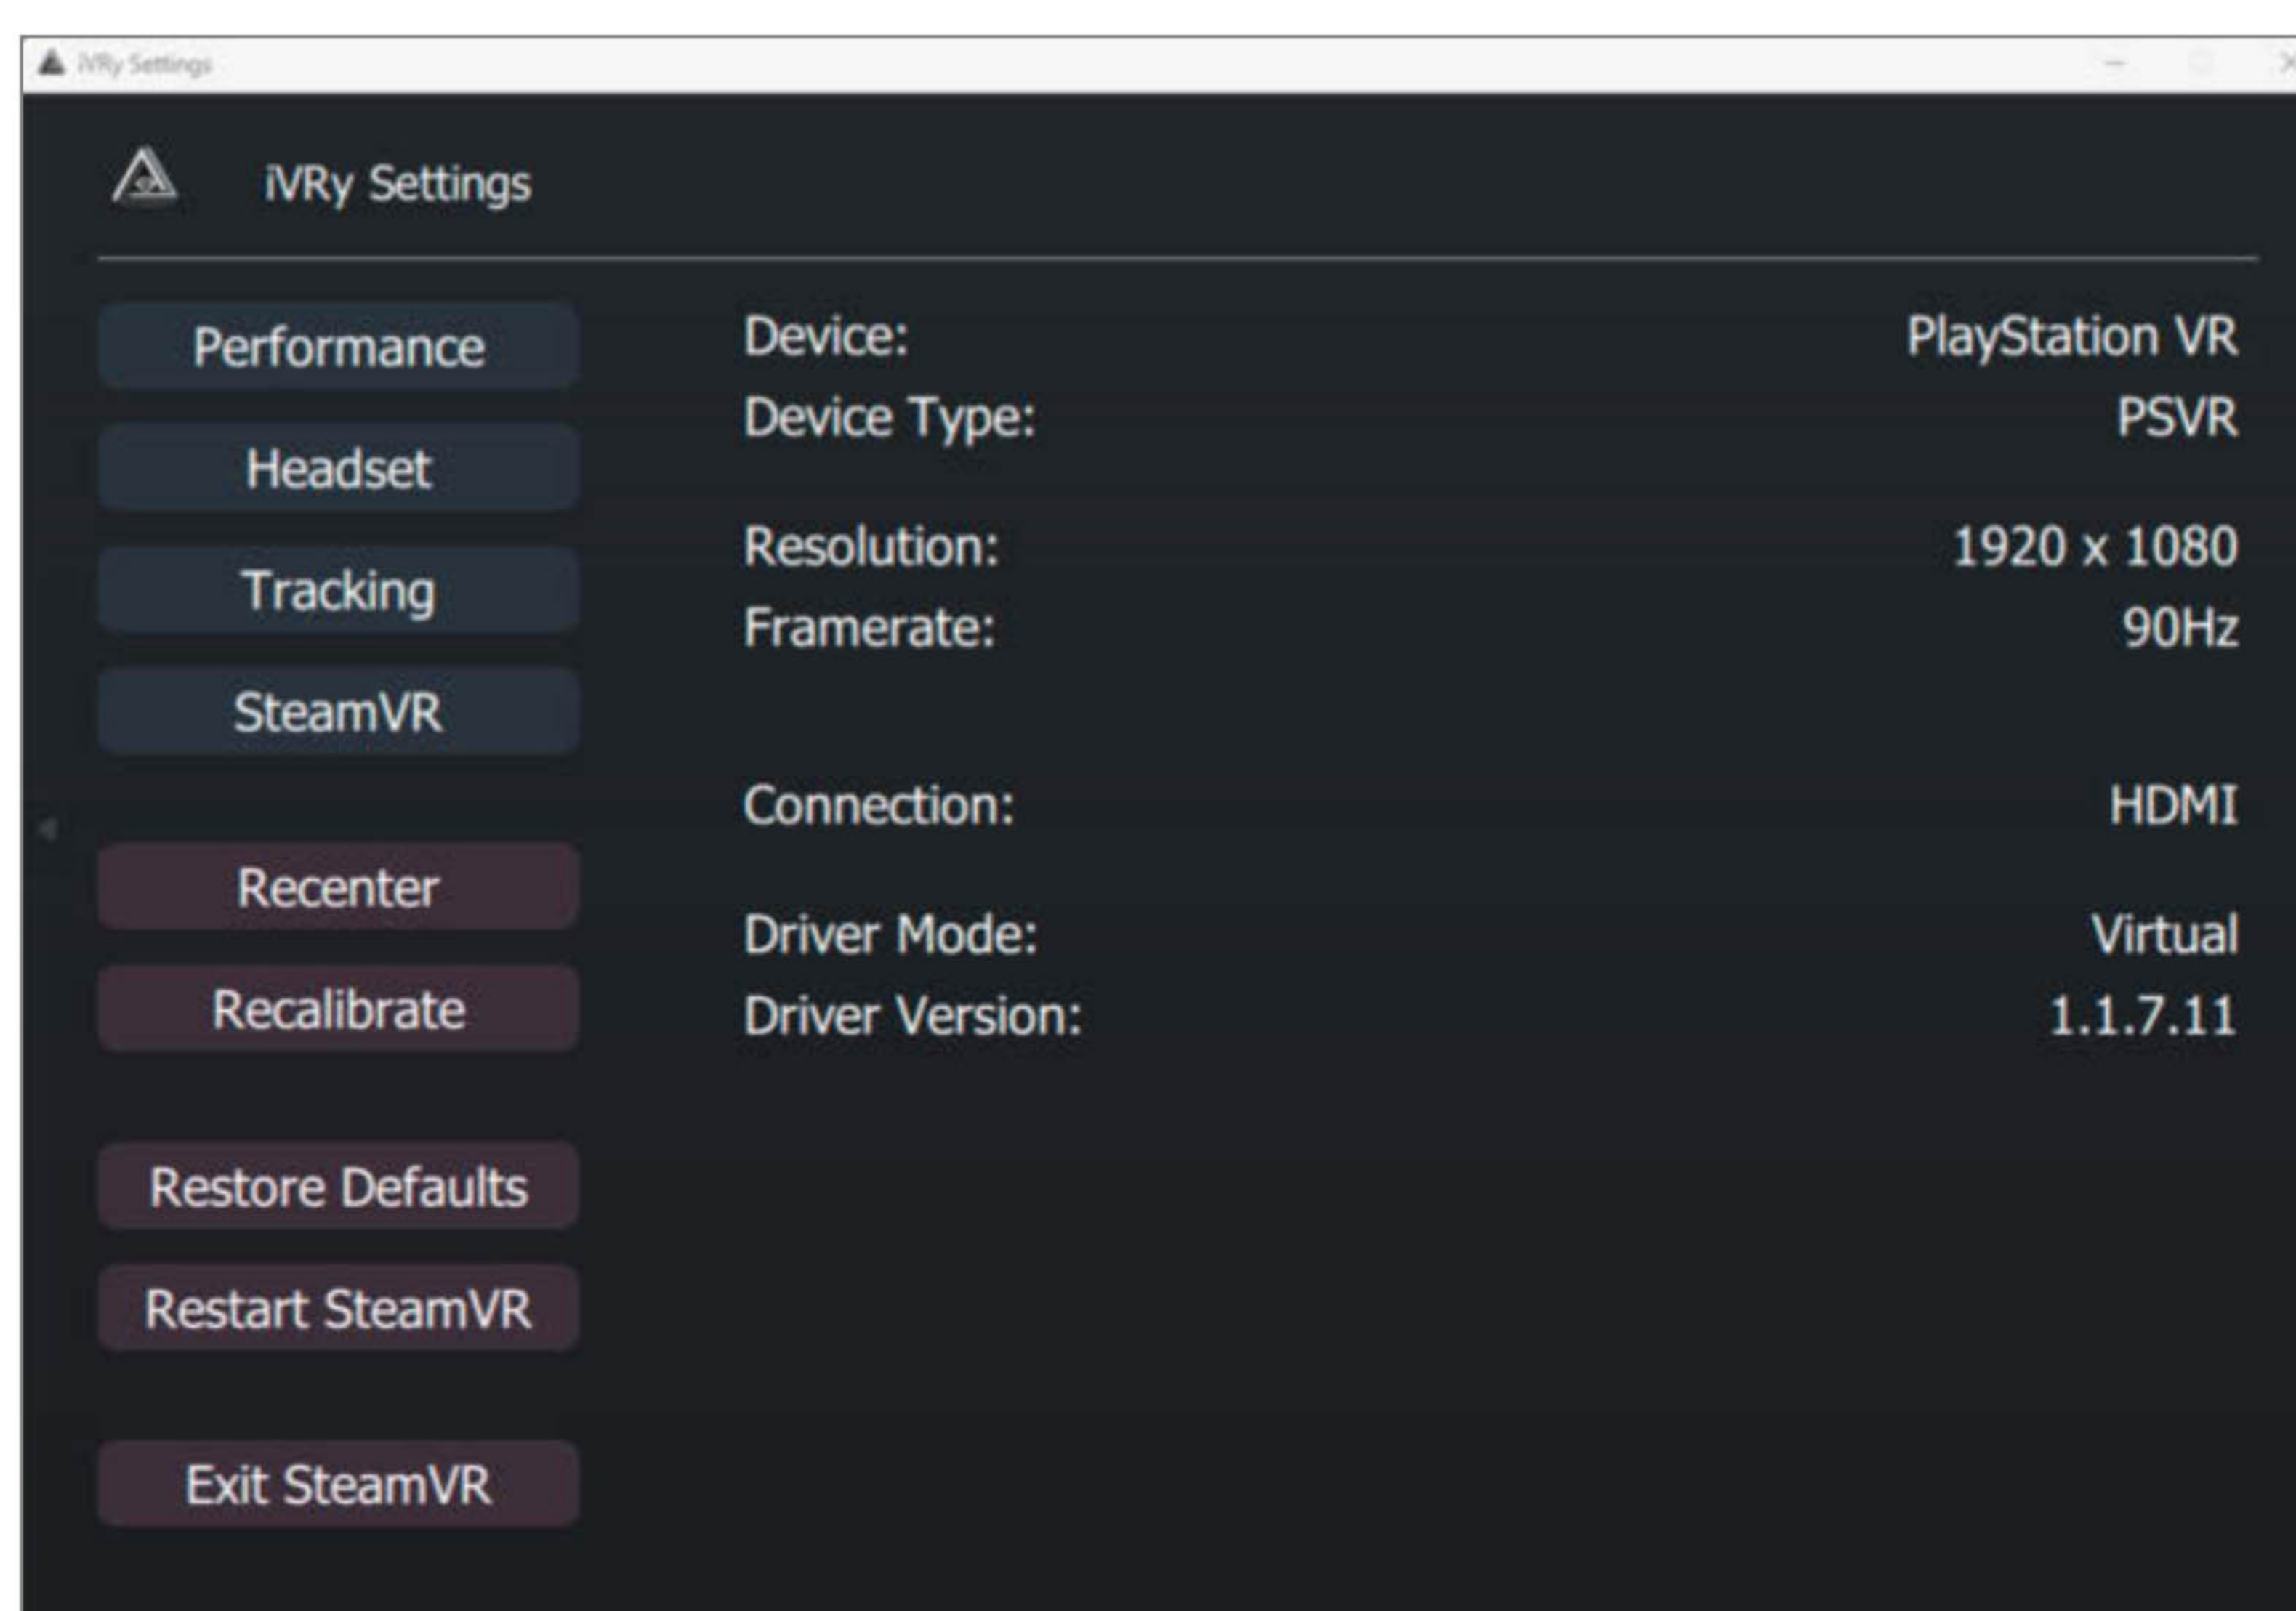 iVRy Settings
iVRy Settings
Performance
Headset
Tracking
SteamVR
Recenter
Recalibrate
Restore Defaults
Restart SteamVR
Exit SteamVR
Device: PlayStation VR
Device Type: PSVR
Resolution: 1920 x 1080
Framerate: 90Hz
Connection: HDMI
Driver Mode: Virtual
Driver Version: 1.1.7.11